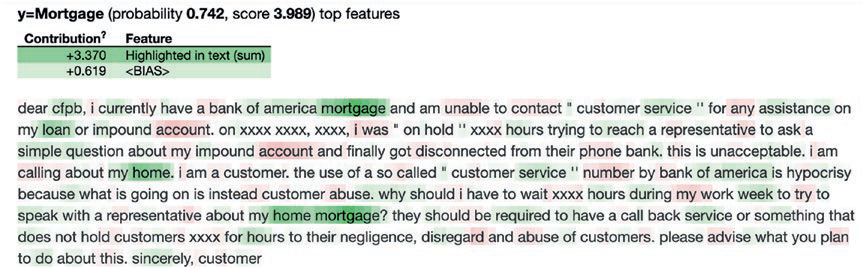 y=Mortgage (probability 0.742, score 3.989) top features
Contribution? Feature
+3.370 Highlighted in text (sum)
+0.619 <BIAS>
dear cfpb, i currently have a bank of america mortgage and am unable to contact " customer service '' for any assistance on
my loan or impound account. on xxxx xxxx, xxxx, i was " on hold '' xxxx hours trying to reach a representative to ask a
simple question about my impound account and finally got disconnected from their phone bank. this is unacceptable. i am
calling about my home. i am a customer. the use of a so called " customer service '' number by bank of america is hypocrisy
because what is going on is instead customer abuse. why should i have to wait xxxx hours during my work week to try to
speak with a representative about my home mortgage? they should be required to have a call back service or something that
does not hold customers xxxx for hours to their negligence, disregard and abuse of customers. please advise what you plan
to do about this. sincerely, customer